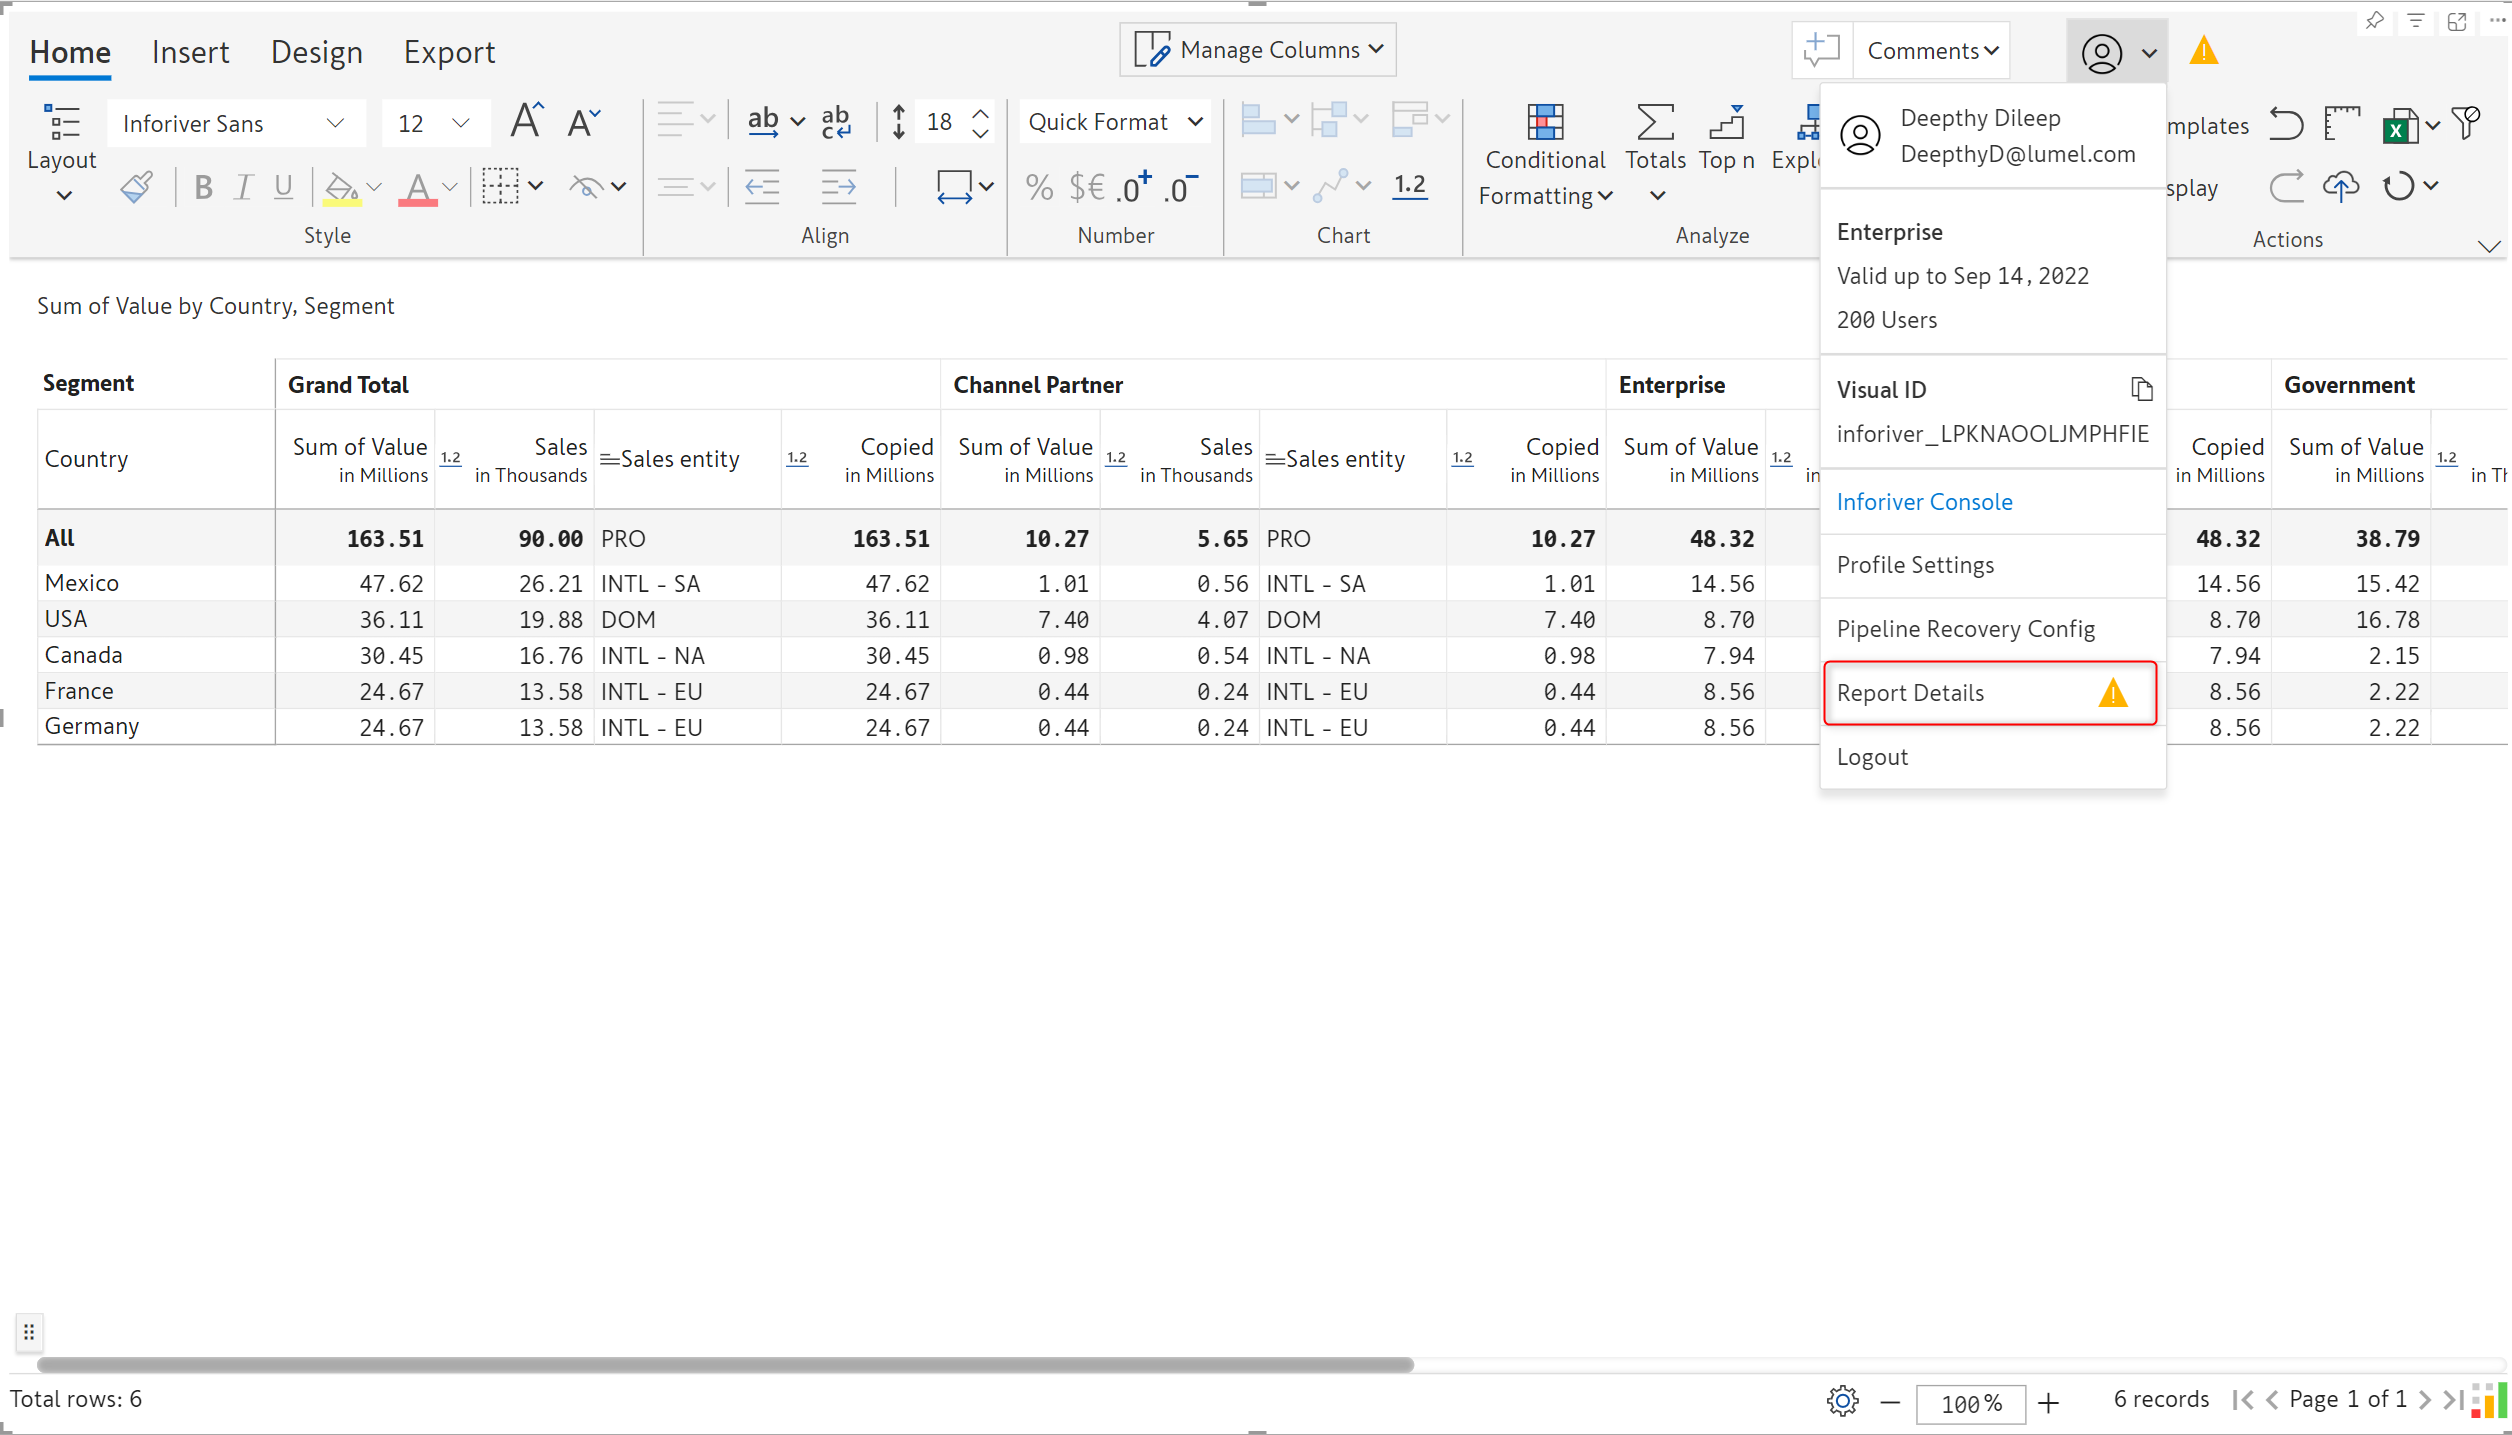 Home Insert Design Export
Manage Columns
Comments
Layout
Inforiver Sans
12
B I U
Style
ab
ab
c
18
Align
Quick Format
% $€ .0+ .0-
Number
1.2
Chart
Conditional
Formatting
Totals
Top n
Analyze
Actions
Deepthy Dileep
DeepthyD@lumel.com
Enterprise
Valid up to Sep 14, 2022
200 Users
Visual ID
inforiver_LPKNAOOLJMPHFIE
Inforiver Console
Profile Settings
Pipeline Recovery Config
Report Details
Logout
Sum of Value by Country, Segment
Segment Grand Total Channel Partner Enterprise Government
Country Sum of Value 1.2 Sales Sales entity 1.2 Copied Sum of Value 1.2 Sales Sales entity 1.2 Copied Sum of Value 1.2 Copied Sum of Value 1.2
in Millions in Thousands in Millions in Millions in Thousands in Millions in Millions in in Millions in Millions in
All 163.51 90.00 PRO 163.51 10.27 5.65 PRO 10.27 48.32 48.32 38.79
Mexico 47.62 26.21 INTL - SA 47.62 1.01 0.56 INTL - SA 1.01 14.56 14.56 15.42
USA 36.11 19.88 DOM 36.11 7.40 4.07 DOM 7.40 8.70 8.70 16.78
Canada 30.45 16.76 INTL - NA 30.45 0.98 0.54 INTL - NA 0.98 7.94 7.94 2.15
France 24.67 13.58 INTL - EU 24.67 0.44 0.24 INTL - EU 0.44 8.56 8.56 2.22
Germany 24.67 13.58 INTL - EU 24.67 0.44 0.24 INTL - EU 0.44 8.56 8.56 2.22
Total rows: 6
100%
6 records
Page 1 of 1